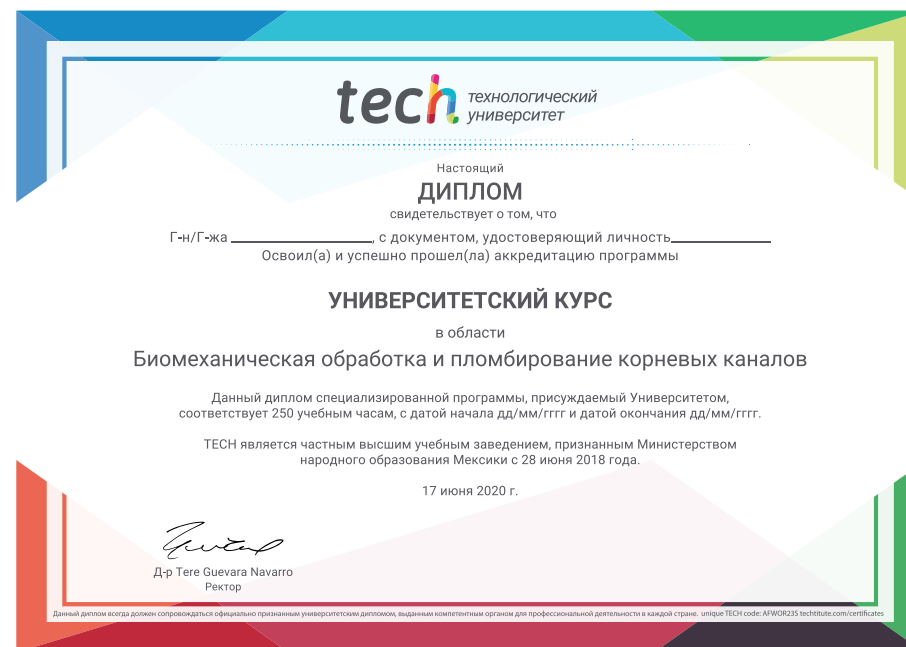 tech технологический
университет
Настоящий
ДИПЛОМ
свидетельствует о том, что
Г-н/Г-жа ____________________, с документом, удостоверяющий личность______________
Освоил(а) и успешно прошел(ла) аккредитацию программы
УНИВЕРСИТЕТСКИЙ КУРС
в области
Биомеханическая обработка и пломбирование корневых каналов
Данный диплом специализированной программы, присуждаемый Университетом,
соответствует 250 учебным часам, с датой начала дд/мм/гггг и датой окончания дд/мм/гггг.
TECH является частным высшим учебным заведением, признанным Министерством
народного образования Мексики с 28 июня 2018 года.
17 июня 2020 г.
Д-р Tere Guevara Navarro
Ректор
Данный диплом всегда должен сопровождаться официально признанным университетским дипломом, выданным компетентным органом для профессиональной деятельности в каждой стране. unique TECH code: AFWOR23S techtitute.com/certificates